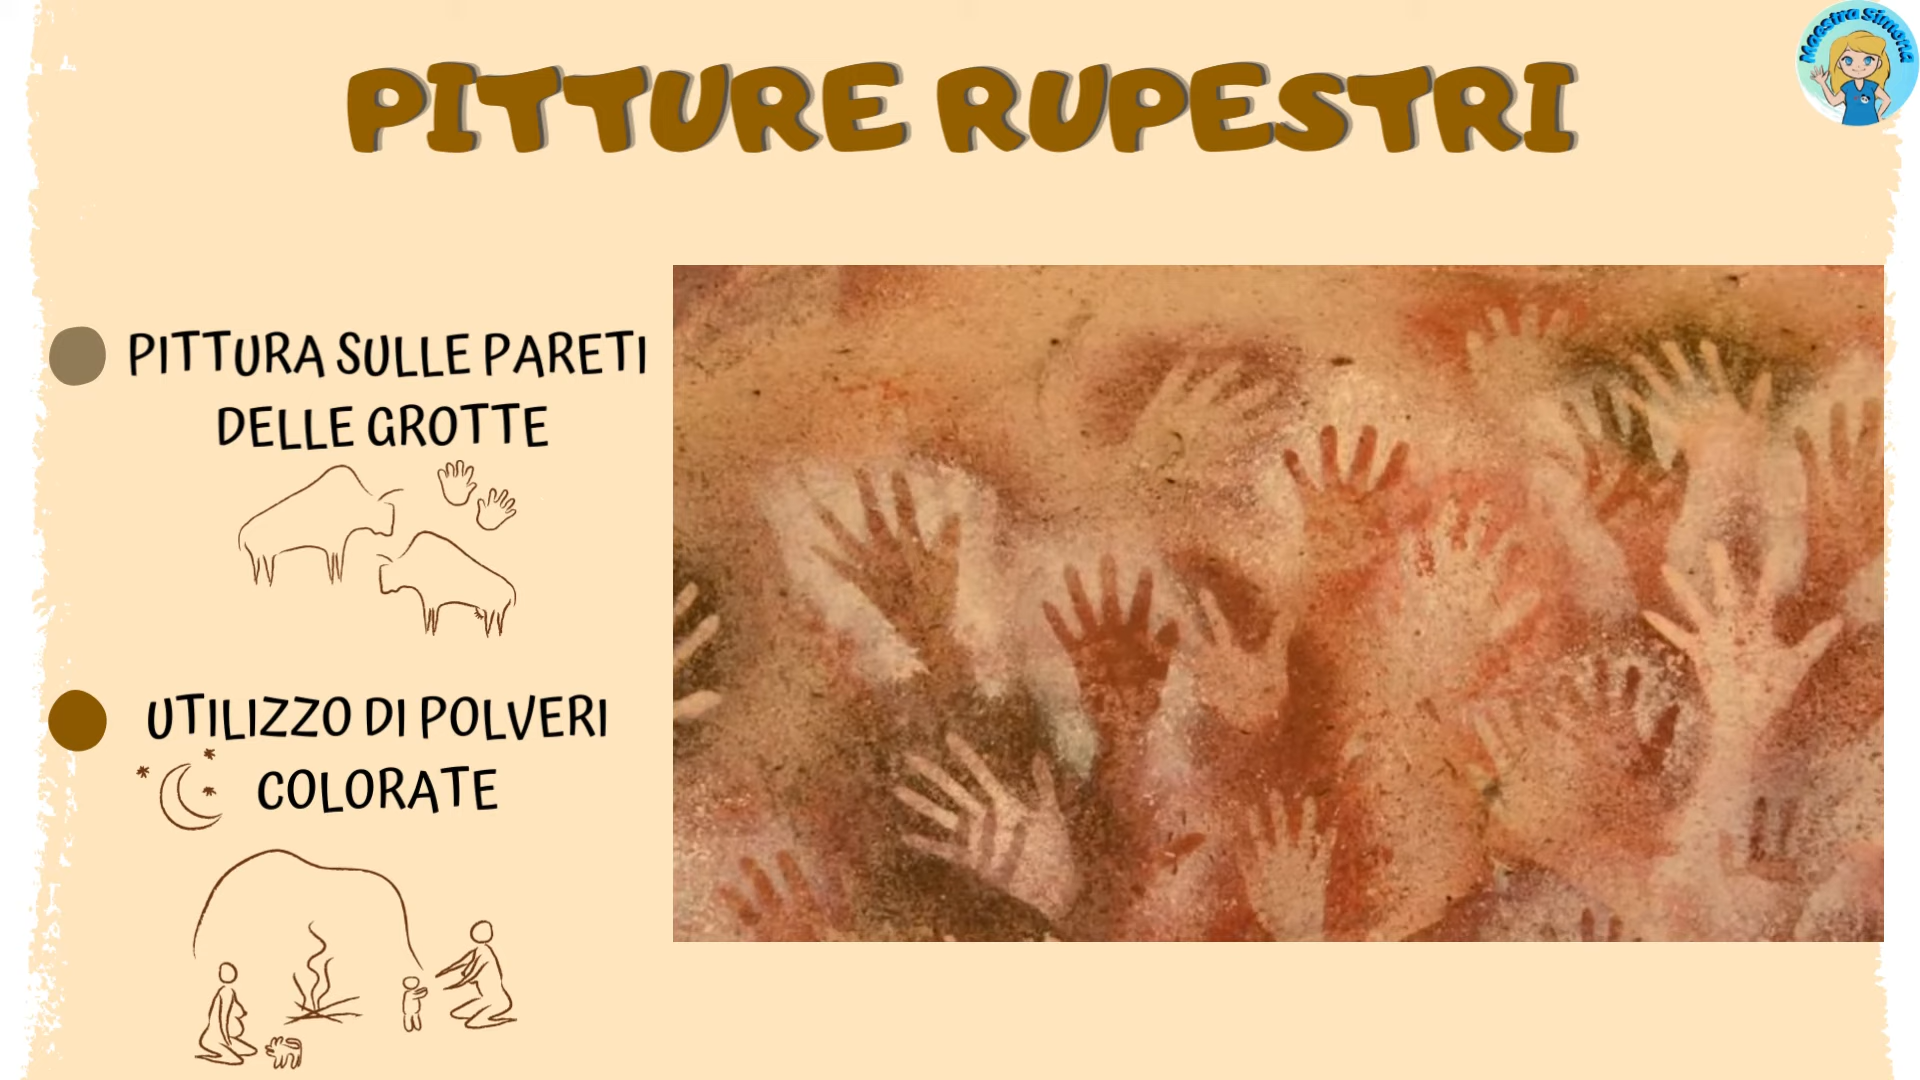 Maestra Simona
PITTURE RUPESTRI
PITTURA SULLE PARETI
DELLE GROTTE
UTILIZZO DI POLVERI
COLORATE